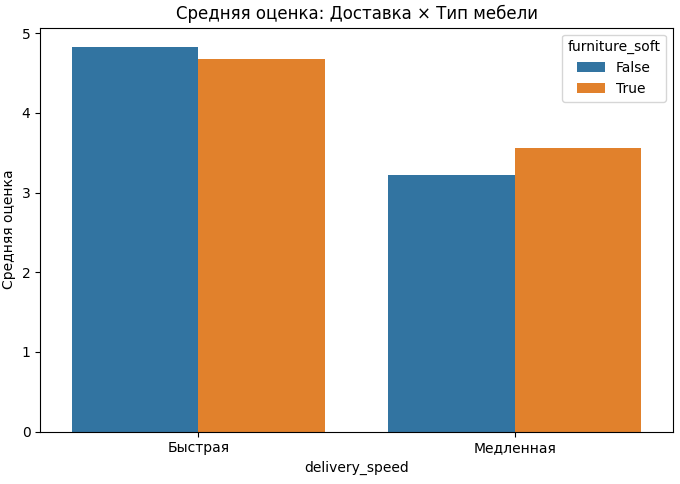 Средняя оценка: Доставка × Тип мебели
furniture_soft
False
True
Средняя оценка
5
4
3
2
1
0
Быстрая
Медленная
delivery_speed